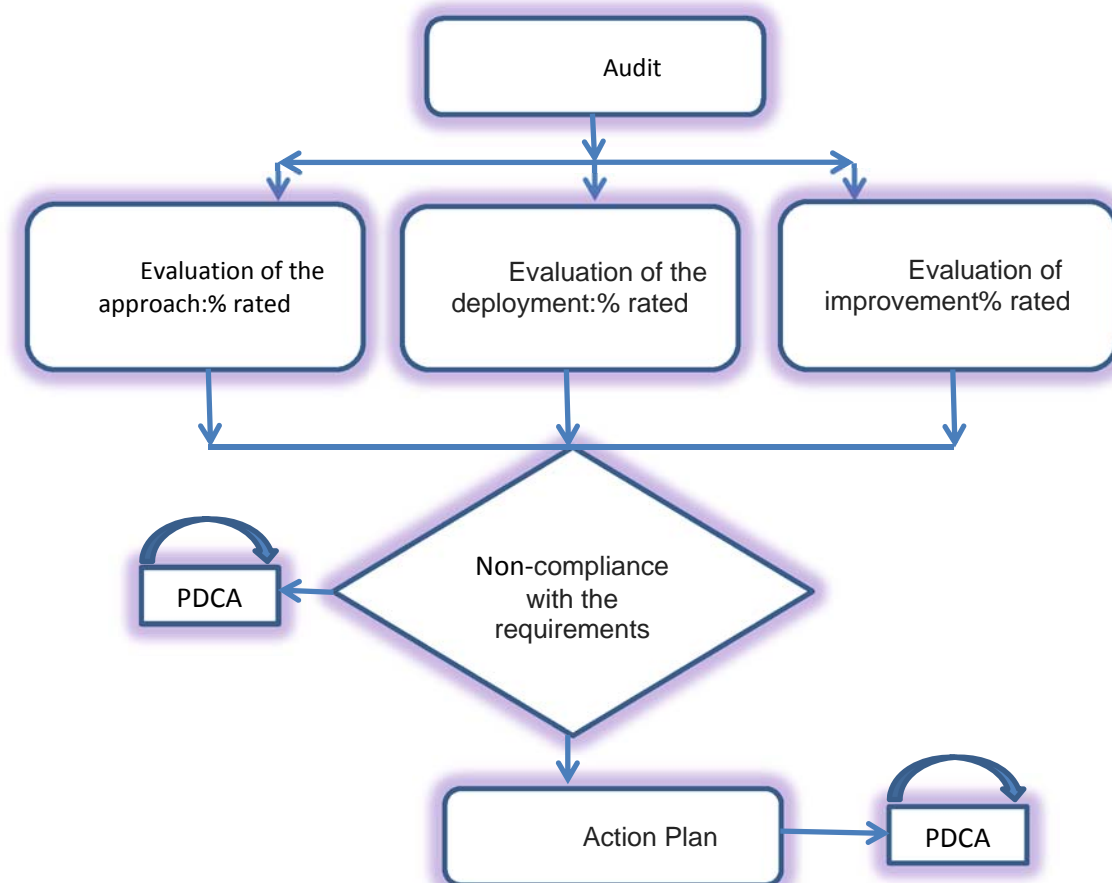 Audit
Evaluation of the
approach:% rated
Evaluation of the
deployment:% rated
Evaluation of
improvement% rated
Non-compliance
with the
requirements
PDCA
Action Plan
PDCA